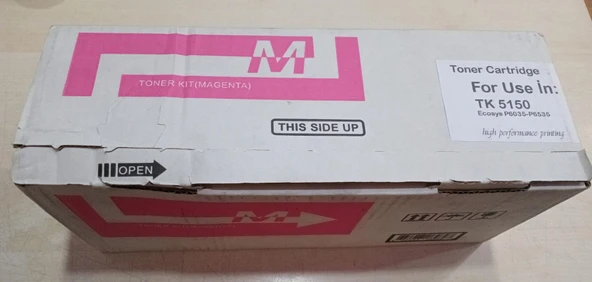 M
TONER KIT(MAGENTA)
THIS SIDE UP
Toner Cartridge
For Use in:
TK 5150
Ecosys P6035-P6535
high performance printing
OPEN
M